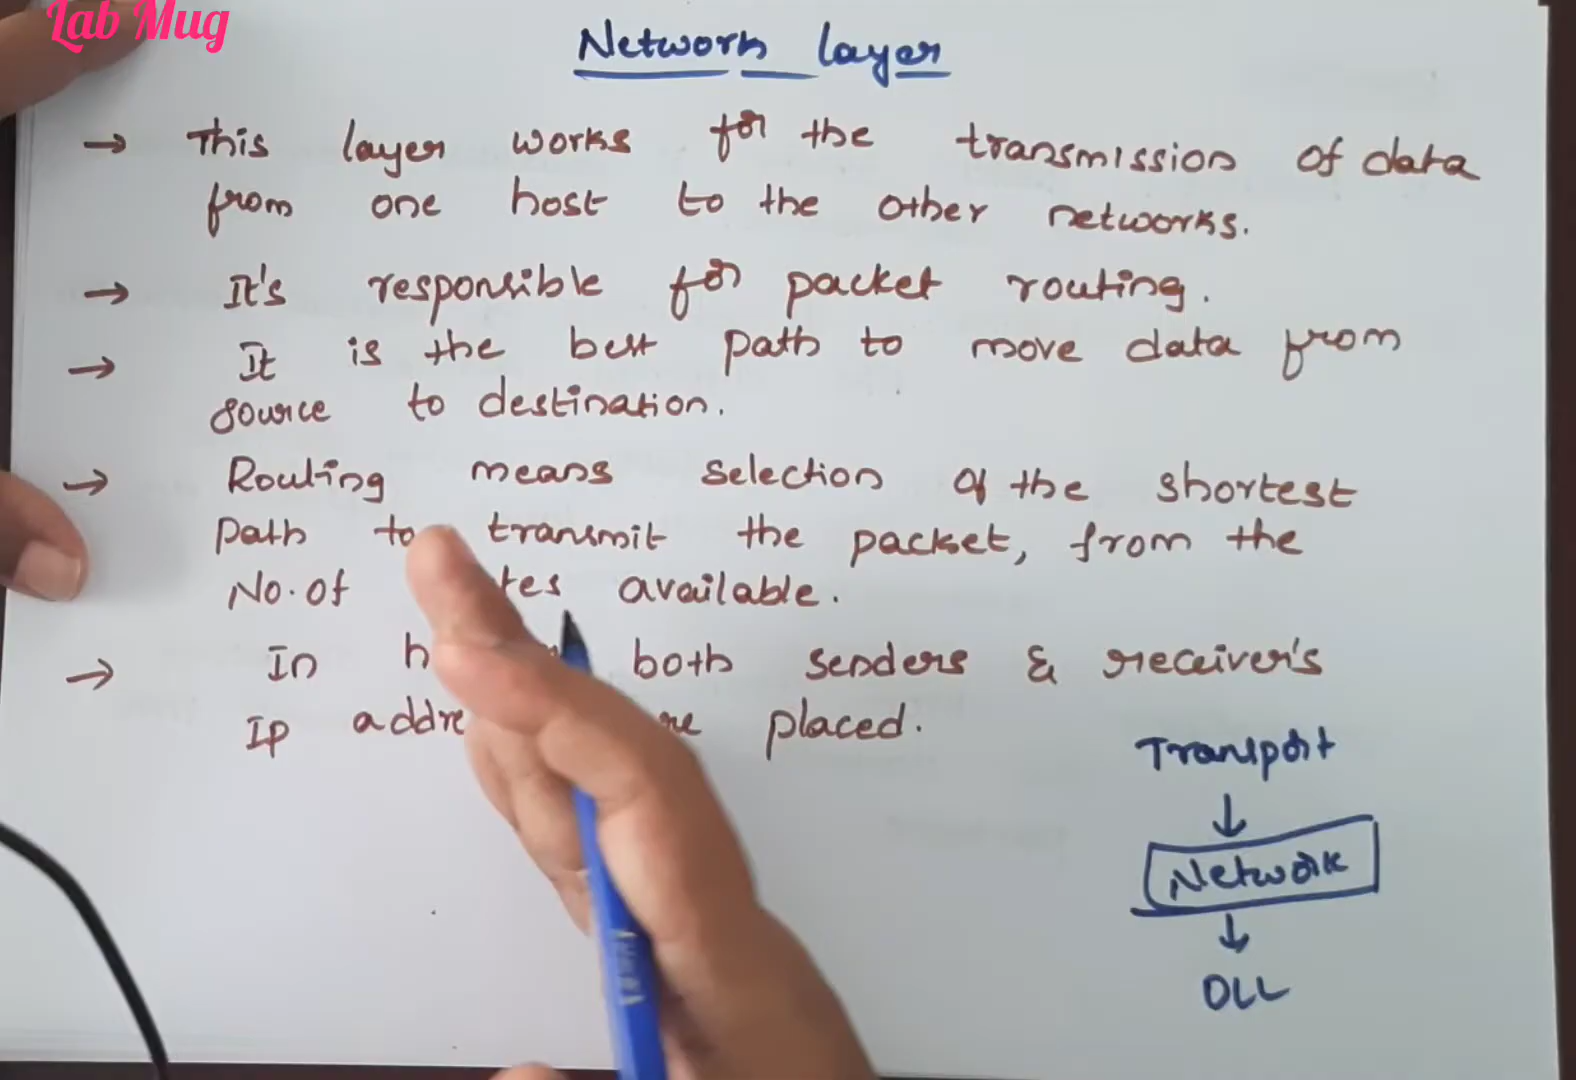 Lab Mug
Network layer
→ This layer works for the transmission of data
from one host to the other networks.
→ It's responsible for packet routing.
→ It is the best path to move data from
source to destination.
→ Routing means selection of the shortest
path to transmit the packet, from the
No. of available.
→ In both senders & receiver's
Ip placed.
Transport
↓
Network
↓
DLL